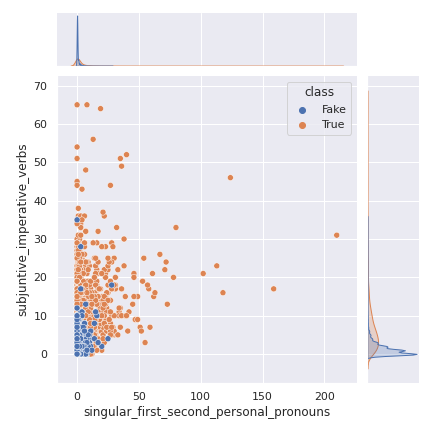 class
Fake
True
70
60
50
40
30
20
10
0
subjuntive_imperative_verbs
0
50
100
150
200
singular_first_second_personal_pronouns